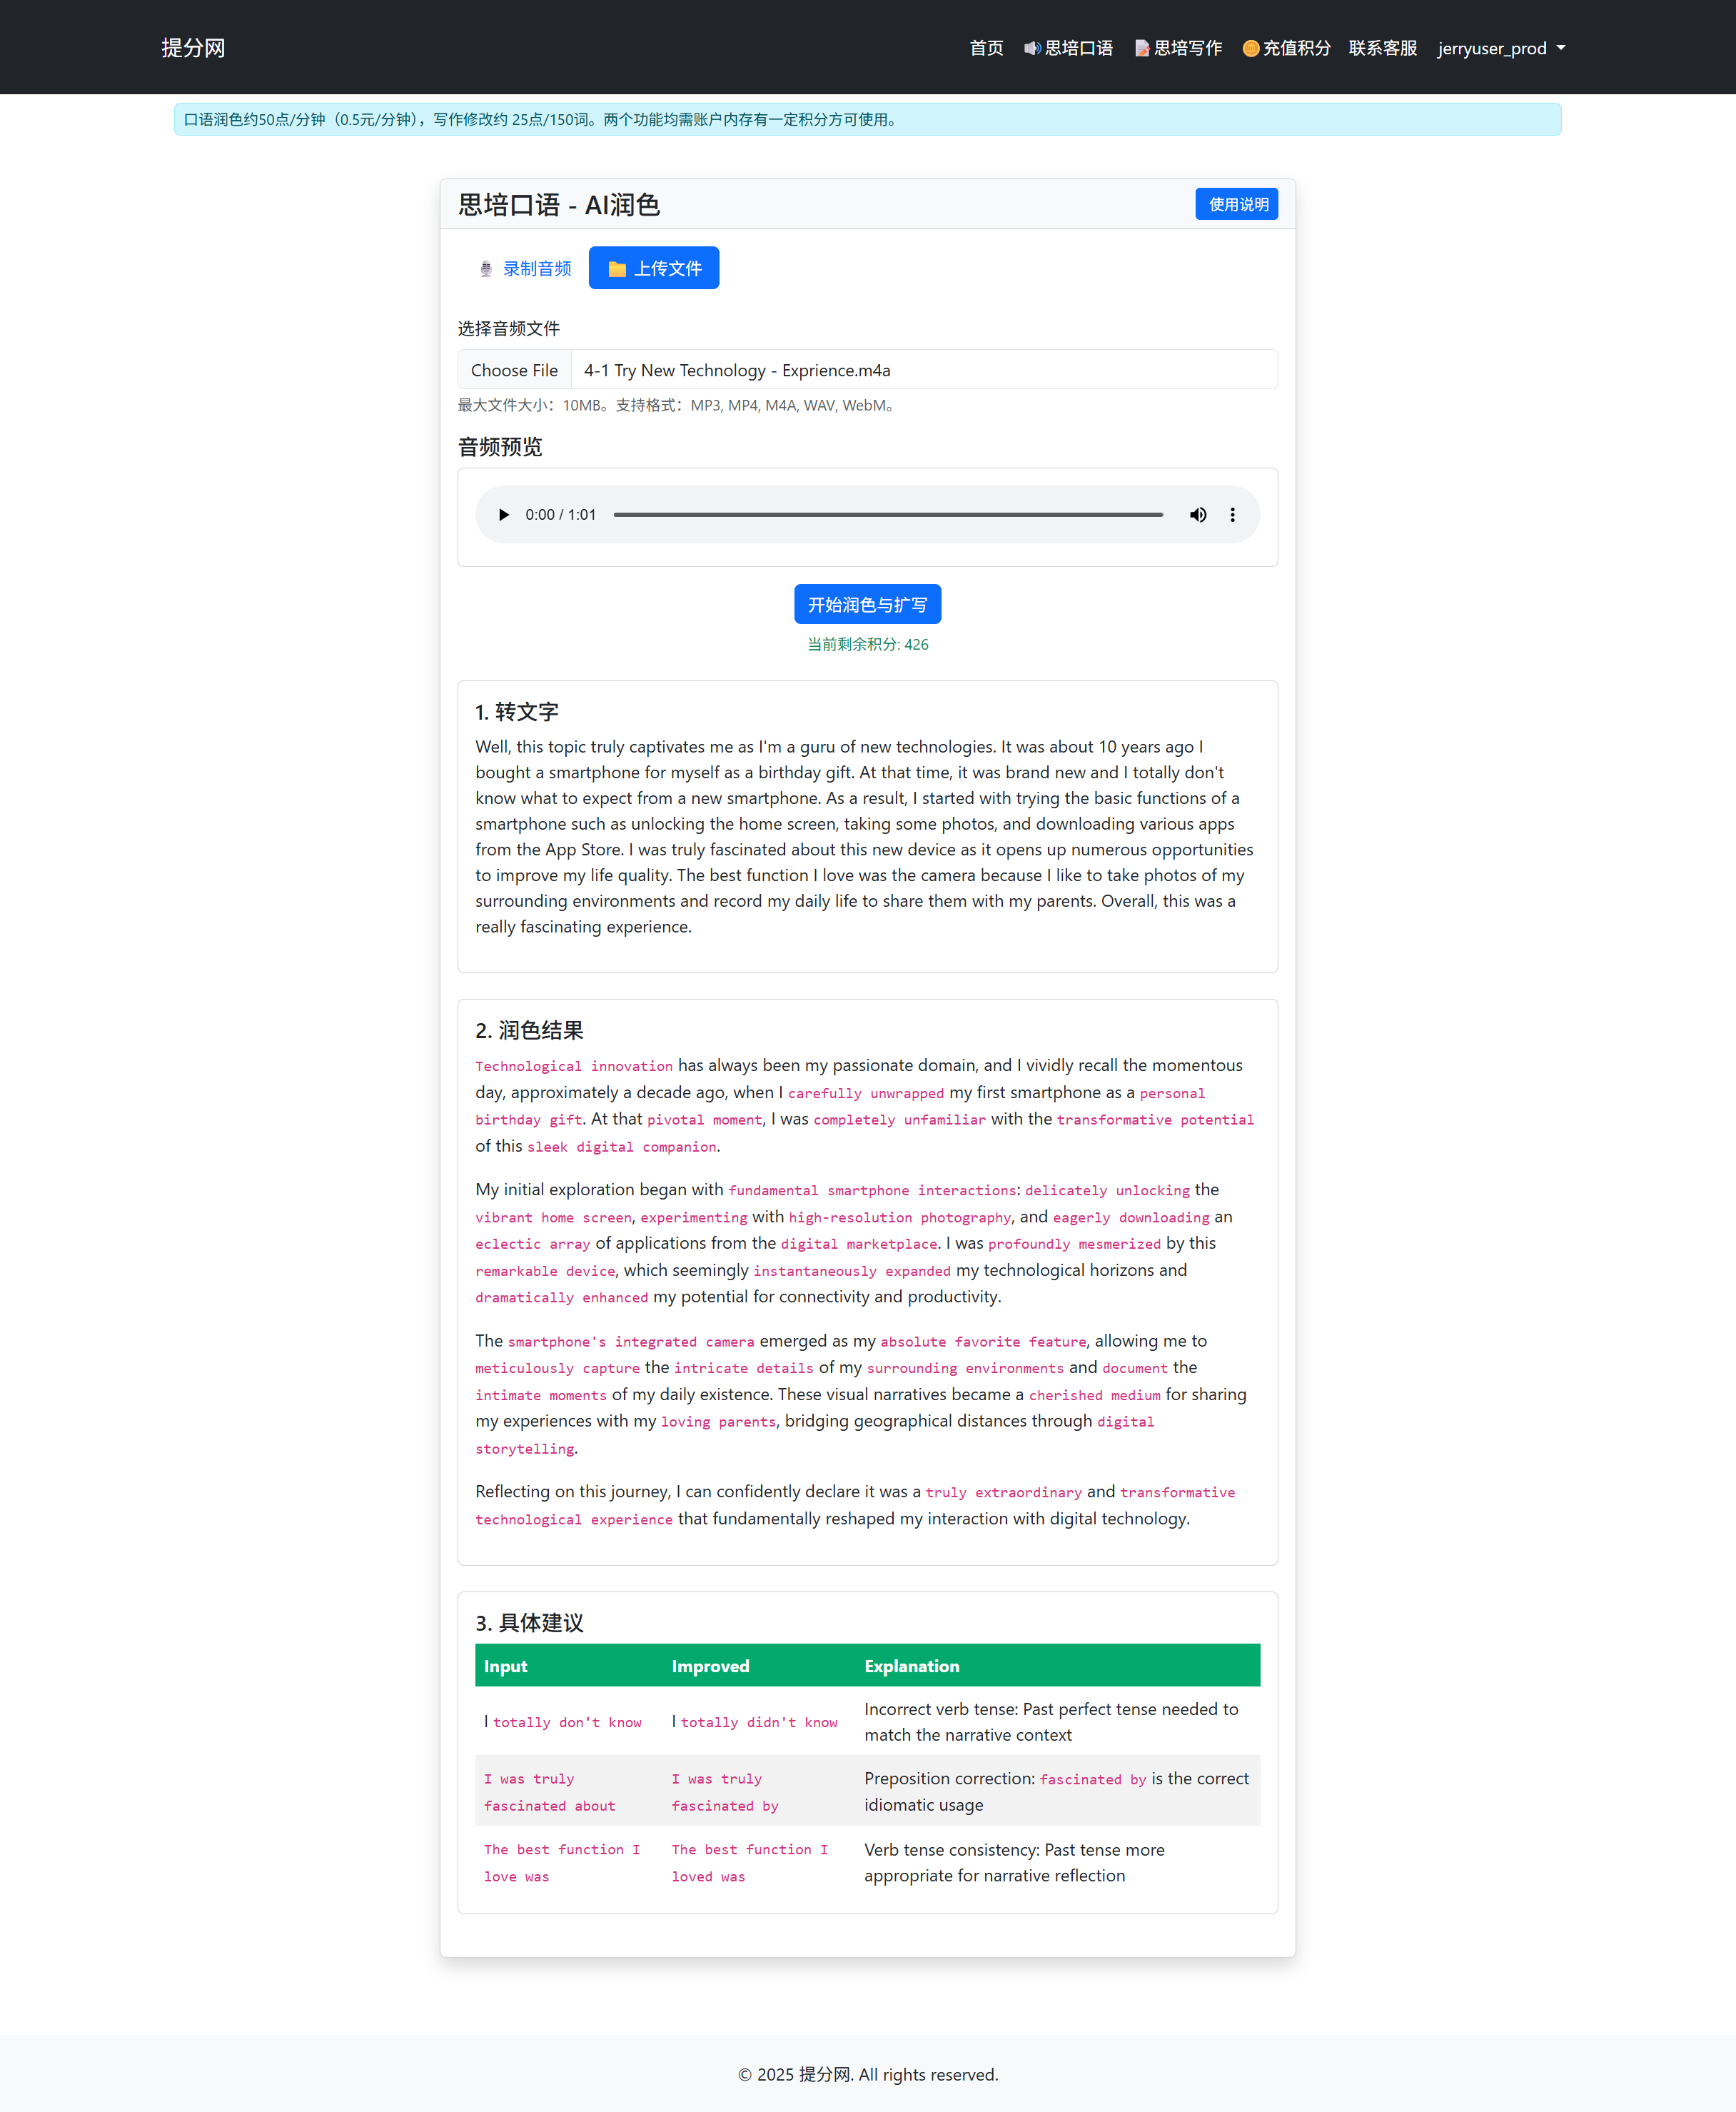 提分网
首页 思培口语 思培写作 充值积分 联系客服 jerryuser_prod
口语润色约50点/分钟（0.5元/分钟），写作修改约 25点/150词。两个功能均需账户内存有一定积分方可使用。
思培口语 - AI润色
使用说明
录制音频 上传文件
选择音频文件
Choose File 4-1 Try New Technology - Exprience.m4a
最大文件大小：10MB。支持格式：MP3, MP4, M4A, WAV, WebM。
音频预览
0:00 / 1:01
开始润色与扩写
当前剩余积分: 426
1. 转文字
Well, this topic truly captivates me as I'm a guru of new technologies. It was about 10 years ago I
bought a smartphone for myself as a birthday gift. At that time, it was brand new and I totally don't
know what to expect from a new smartphone. As a result, I started with trying the basic functions of a
smartphone such as unlocking the home screen, taking some photos, and downloading various apps
from the App Store. I was truly fascinated about this new device as it opens up numerous opportunities
to improve my life quality. The best function I love was the camera because I like to take photos of my
surrounding environments and record my daily life to share them with my parents. Overall, this was a
really fascinating experience.
2. 润色结果
Technological innovation has always been my passionate domain, and I vividly recall the momentous
day, approximately a decade ago, when I carefully unwrapped my first smartphone as a personal
birthday gift. At that pivotal moment, I was completely unfamiliar with the transformative potential
of this sleek digital companion.
My initial exploration began with fundamental smartphone interactions: delicately unlocking the
vibrant home screen, experimenting with high-resolution photography, and eagerly downloading an
eclectic array of applications from the digital marketplace. I was profoundly mesmerized by this
remarkable device, which seemingly instantaneously expanded my technological horizons and
dramatically enhanced my potential for connectivity and productivity.
The smartphone's integrated camera emerged as my absolute favorite feature, allowing me to
meticulously capture the intricate details of my surrounding environments and document the
intimate moments of my daily existence. These visual narratives became a cherished medium for sharing
my experiences with my loving parents, bridging geographical distances through digital
storytelling.
Reflecting on this journey, I can confidently declare it was a truly extraordinary and transformative
technological experience that fundamentally reshaped my interaction with digital technology.
3. 具体建议
Input Improved Explanation
I totally don't know I totally didn't know Incorrect verb tense: Past perfect tense needed to
match the narrative context
I was truly I was truly Preposition correction: fascinated by is the correct
fascinated about fascinated by idiomatic usage
The best function I The best function I Verb tense consistency: Past tense more
love was loved was appropriate for narrative reflection
© 2025 提分网. All rights reserved.